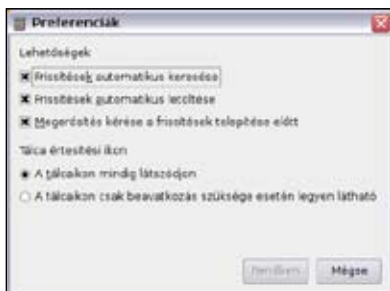 Preferenciák
Lehetőségek
Frissítések automatikus keresése
Frissítések automatikus letöltése
Megerősítés kérése a frissítések telepítése előtt
Tálca értesítési ikon
A tálcaikon mindig látszódjon
A tálcaikon csak beavatkozás szüksége esetén legyen látható
Rendben
Mégse